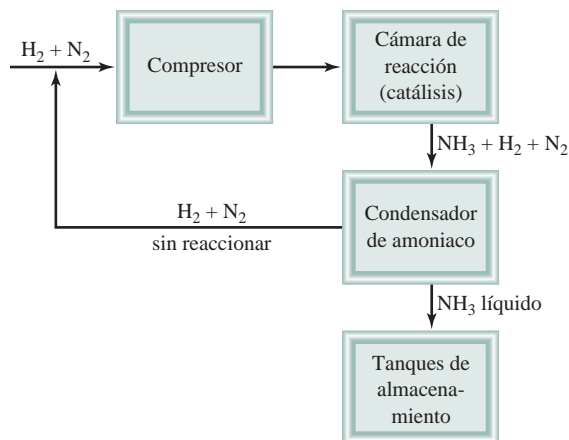 H₂ + N₂
Compresor
Cámara de
reacción
(catálisis)
NH₃ + H₂ + N₂
H₂ + N₂
sin reaccionar
Condensador
de amoniaco
NH₃ líquido
Tanques de
almacena-
miento